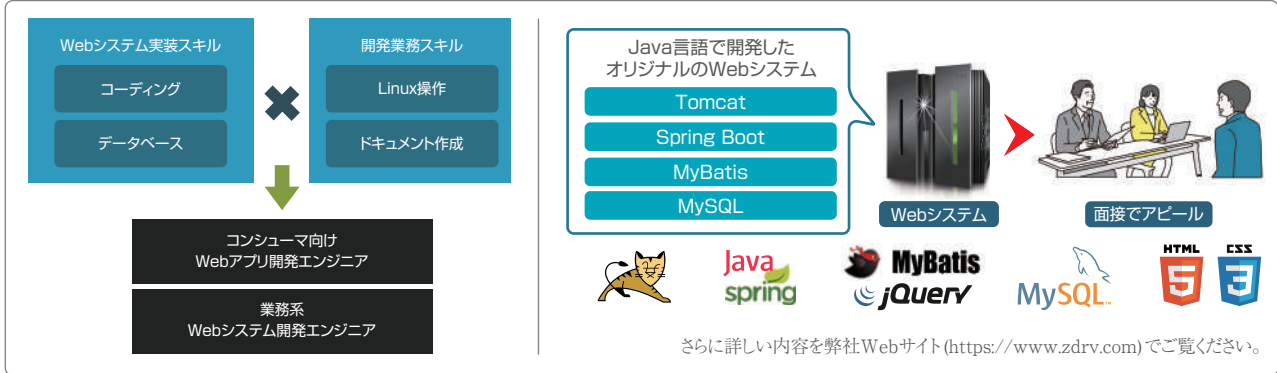 Webシステム実装スキル
コーディング
データベース
開発業務スキル
Linux操作
ドキュメント作成
コンシューマ向け
Webアプリ開発エンジニア
業務系
Webシステム開発エンジニア
Java言語で開発した
オリジナルのWebシステム
Tomcat
Spring Boot
MyBatis
MySQL
Webシステム
面接でアピール
Java
spring
MyBatis
jQuery
MySQL™
HTML
5
CSS
3
さらに詳しい内容を弊社Webサイト(https://www.zdrv.com)でご覧ください。